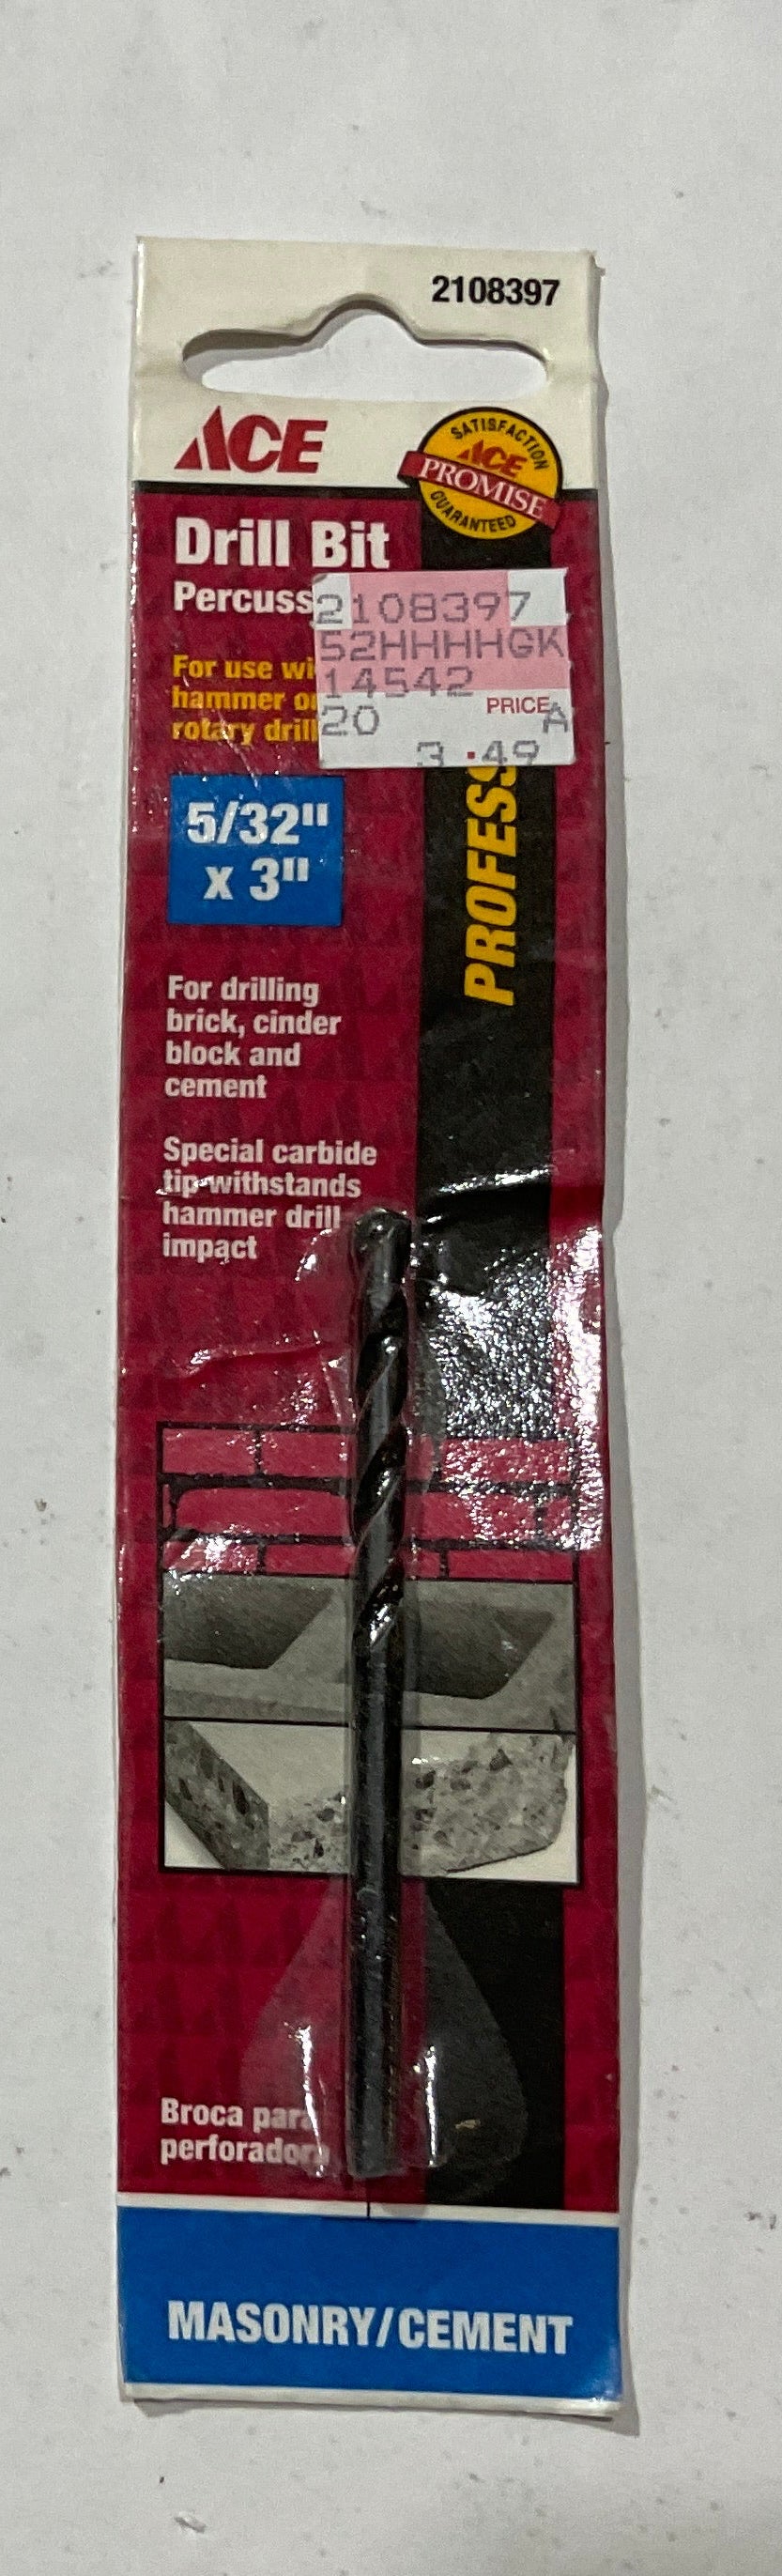 2108397
ACE
SATISFACTION
ACE
PROMISE
GUARANTEED
Drill Bit
Percuss
2108397
52HHHHGK
14542
PRICE
20 A
3.49
For use wi
hammer o
rotary drill
5/32"
x 3"
PROFESS
For drilling
brick, cinder
block and
cement
Special carbide
tip withstands
hammer drill
impact
Broca para
perforadora
MASONRY/CEMENT